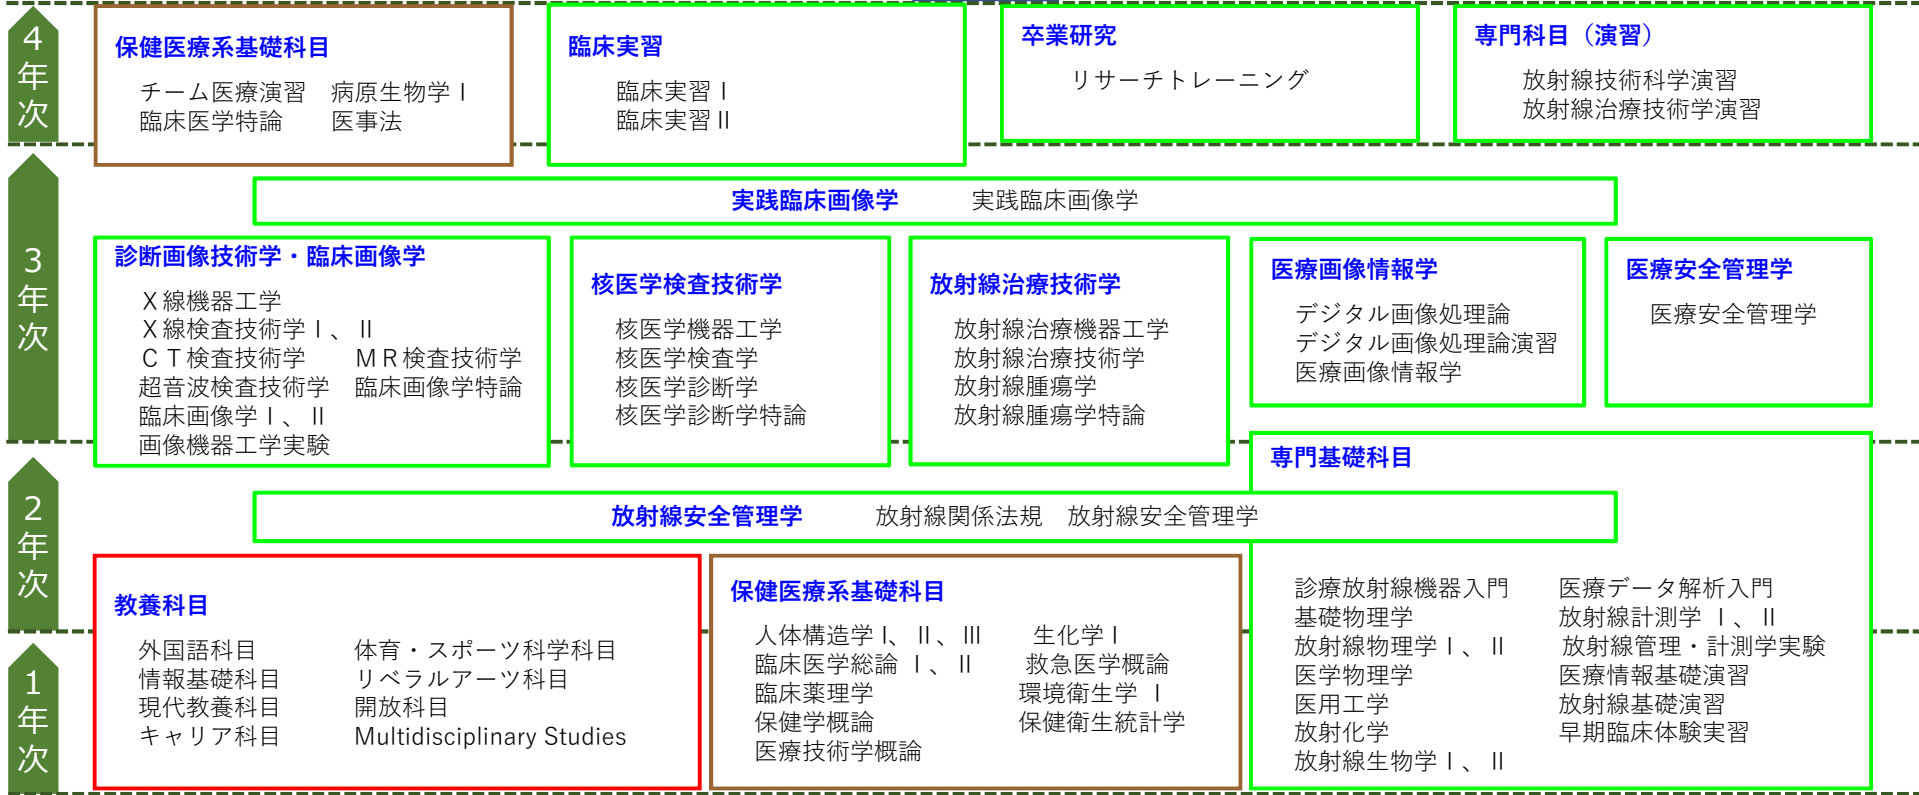 4年次
保健医療系基礎科目
チーム医療演習 病原生物学Ⅰ
臨床医学特論 医事法
臨床実習
臨床実習Ⅰ
臨床実習Ⅱ
卒業研究
リサーチトレーニング
専門科目（演習）
放射線技術科学演習
放射線治療技術学演習
3年次
実践臨床画像学 実践臨床画像学
診断画像技術学・臨床画像学
Ｘ線機器工学
Ｘ線検査技術学Ⅰ、Ⅱ
ＣＴ検査技術学 ＭＲ検査技術学
超音波検査技術学 臨床画像学特論
臨床画像学Ⅰ、Ⅱ
画像機器工学実験
核医学検査技術学
核医学機器工学
核医学検査学
核医学診断学
核医学診断学特論
放射線治療技術学
放射線治療機器工学
放射線治療技術学
放射線腫瘍学
放射線腫瘍学特論
医療画像情報学
デジタル画像処理論
デジタル画像処理論演習
医療画像情報学
医療安全管理学
医療安全管理学
2年次
放射線安全管理学 放射線関係法規 放射線安全管理学
1年次
教養科目
外国語科目 体育・スポーツ科学科目
情報基礎科目 リベラルアーツ科目
現代教養科目 開放科目
キャリア科目 Multidisciplinary Studies
保健医療系基礎科目
人体構造学Ⅰ、Ⅱ、Ⅲ 生化学Ⅰ
臨床医学総論 Ⅰ、Ⅱ 救急医学概論
臨床薬理学 環境衛生学 Ⅰ
保健学概論 保健衛生統計学
医療技術学概論
専門基礎科目
診療放射線機器入門 医療データ解析入門
基礎物理学 放射線計測学 Ⅰ、Ⅱ
放射線物理学Ⅰ、Ⅱ 放射線管理・計測学実験
医学物理学 医療情報基礎演習
医用工学 放射線基礎演習
放射化学 早期臨床体験実習
放射線生物学Ⅰ、Ⅱ